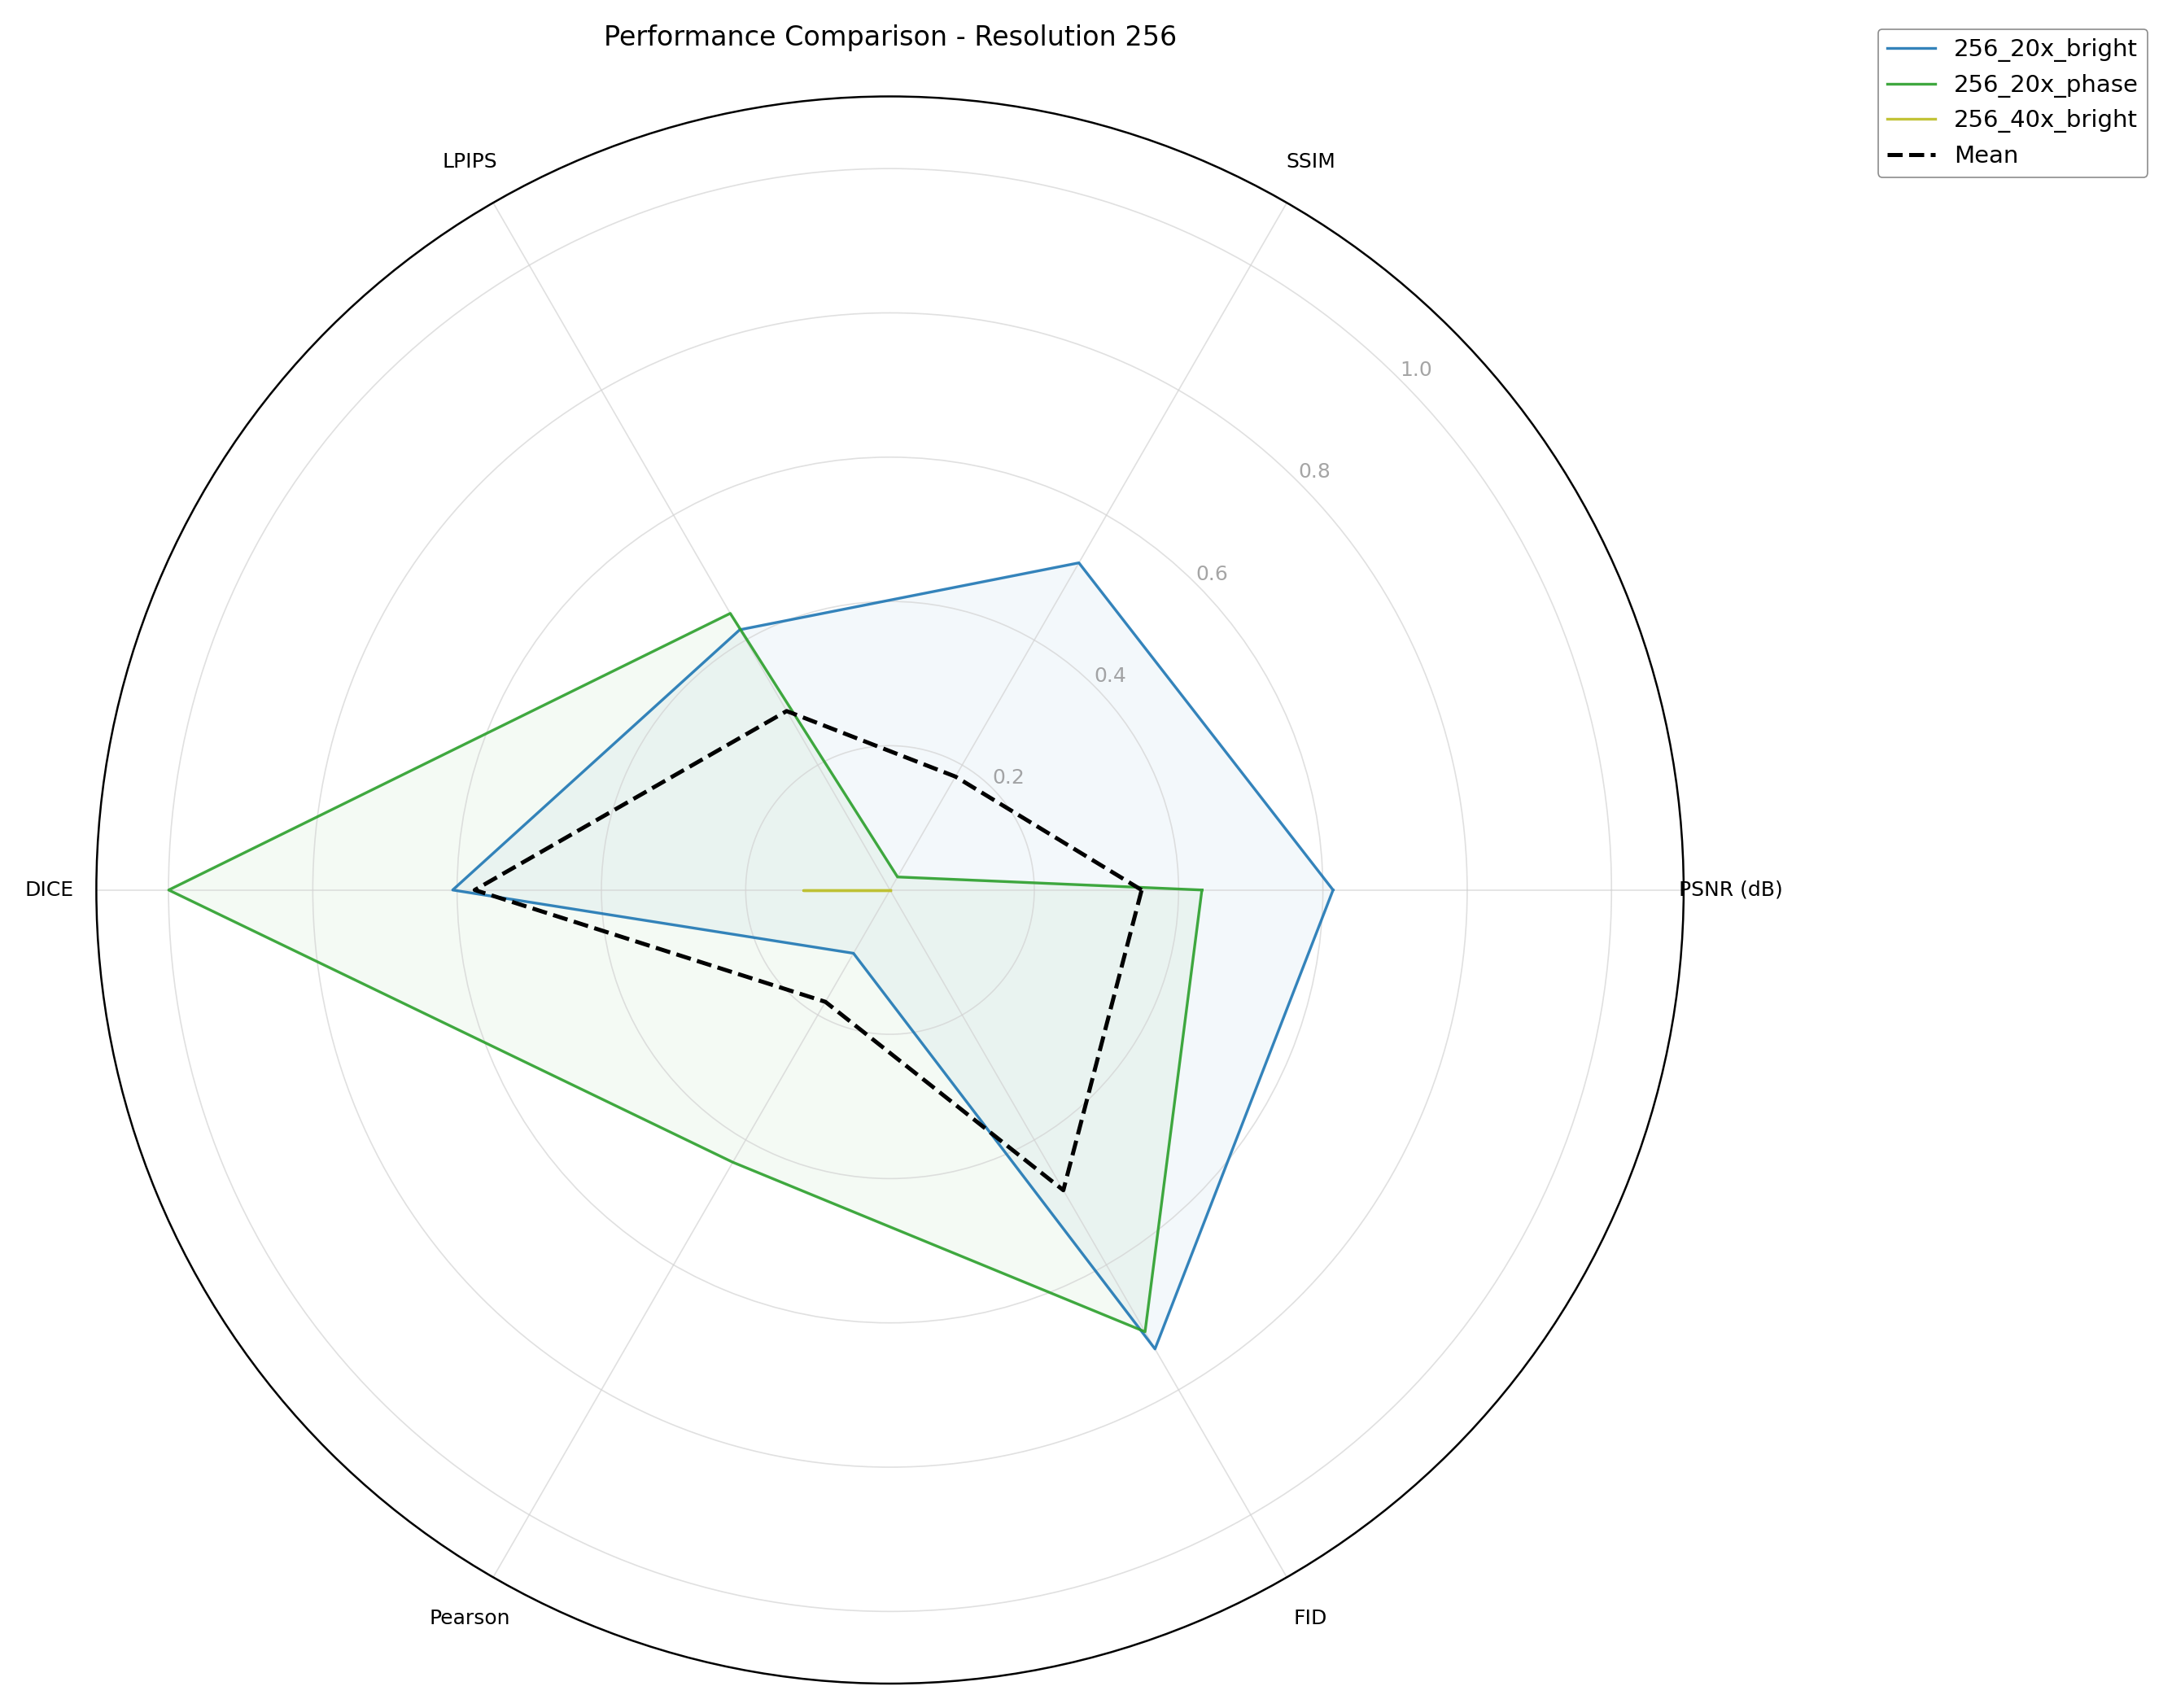 Performance Comparison - Resolution 256
256_20x_bright
256_20x_phase
256_40x_bright
Mean
LPIPS
SSIM
1.0
0.8
0.6
0.4
0.2
DICE
PSNR (dB)
Pearson
FID